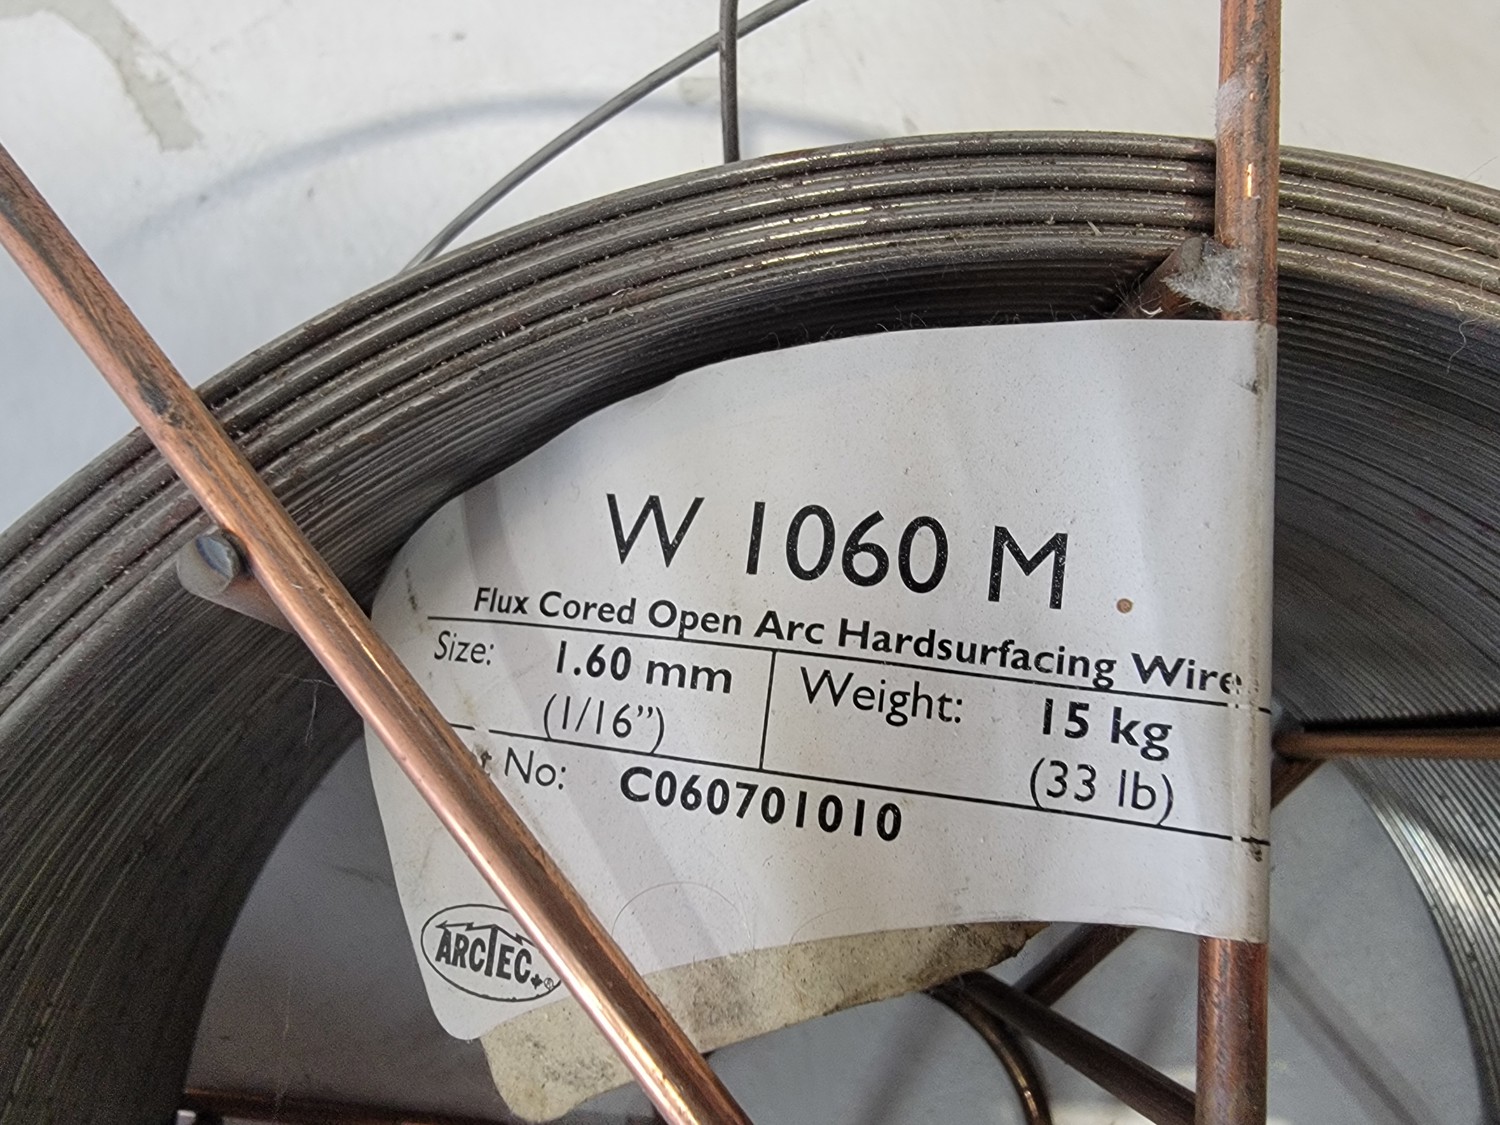 W 1060 M
Flux Cored Open Arc Hardsurfacing Wire
Size: 1.60 mm
(1/16”)
Weight: 15 kg
(33 lb)
No: C060701010
ARCTEC ®